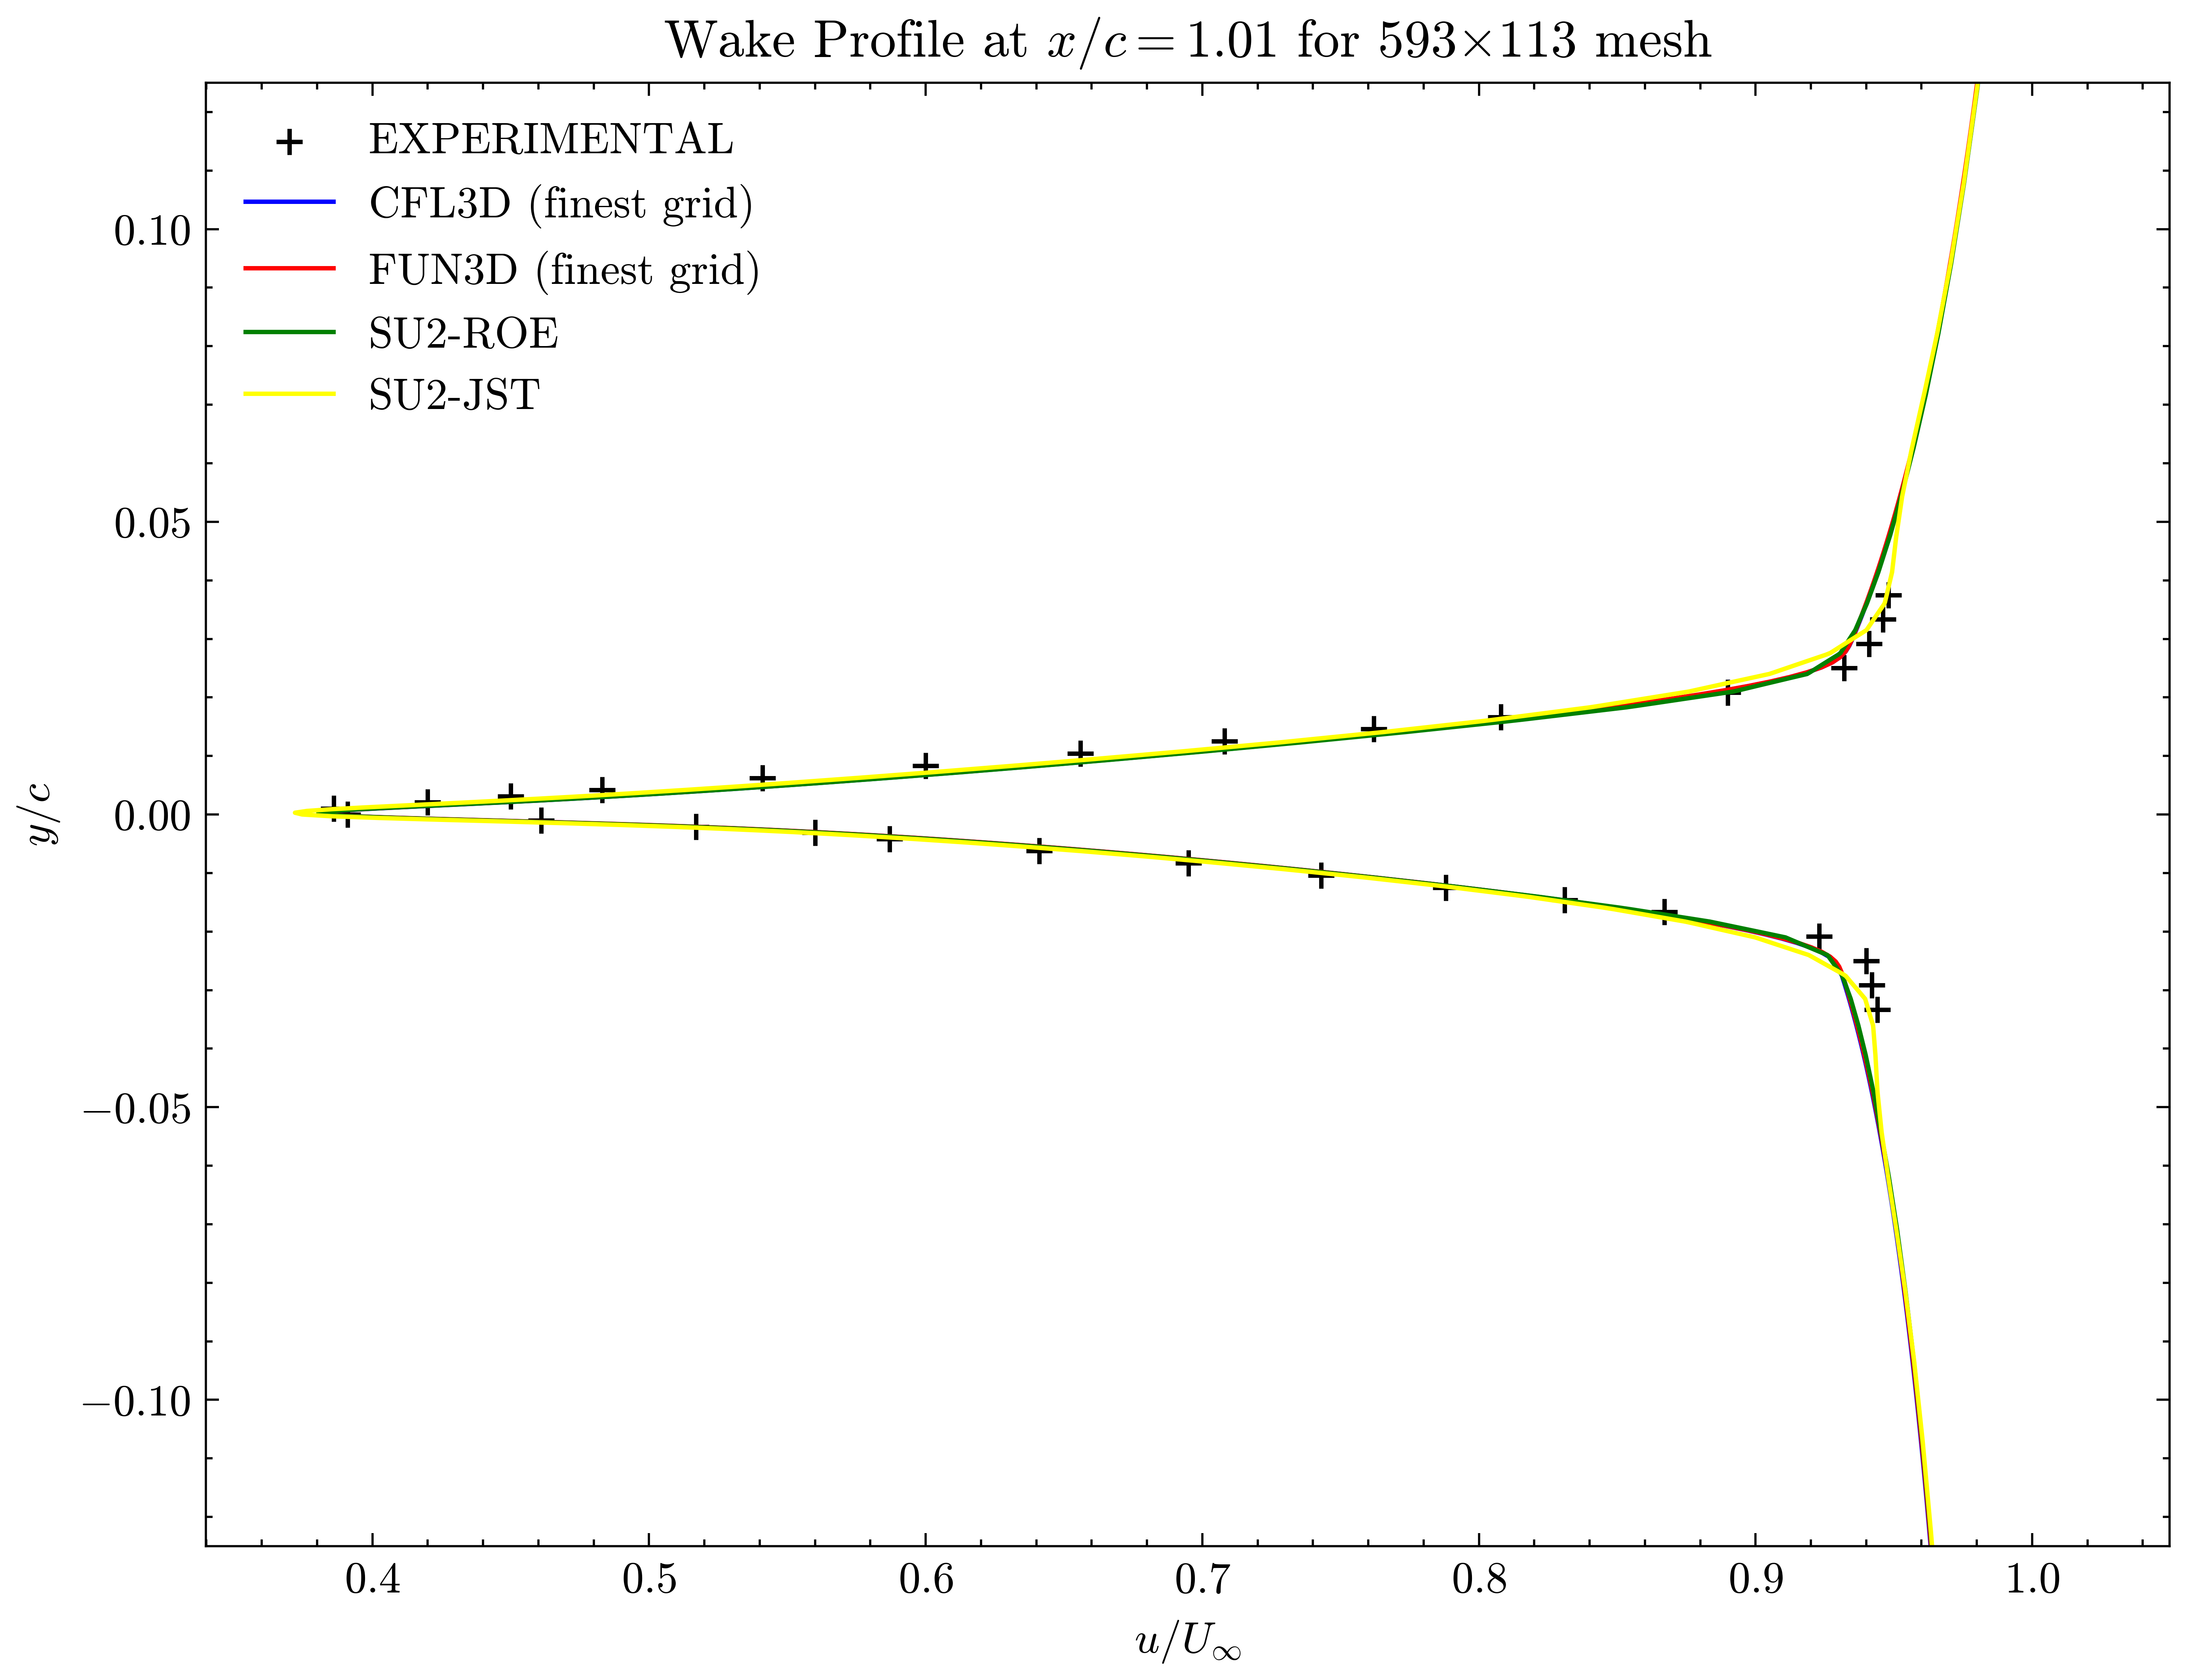 Wake Profile at x/c = 1.01 for 593×113 mesh
EXPERIMENTAL
CFL3D (finest grid)
FUN3D (finest grid)
SU2-ROE
SU2-JST
0.10
0.05
0.00
−0.05
−0.10
y/c
0.4 0.5 0.6 0.7 0.8 0.9 1.0
u/U∞